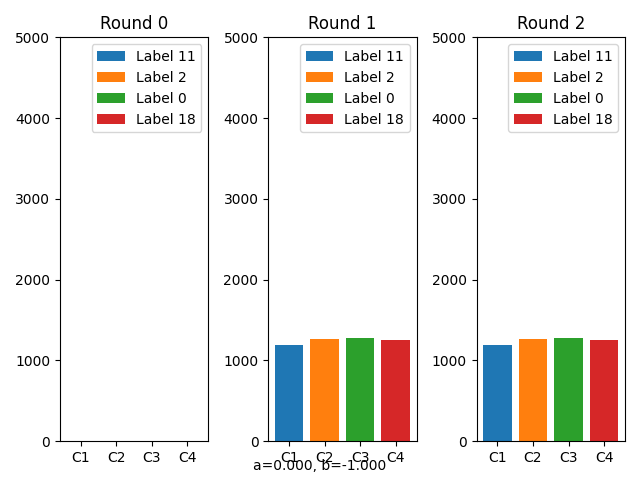 Round 0
5000
4000
3000
2000
1000
0
Label 11
Label 2
Label 0
Label 18
C1 C2 C3 C4
Round 1
5000
4000
3000
2000
1000
0
Label 11
Label 2
Label 0
Label 18
C1 C2 C3 C4
Round 2
5000
4000
3000
2000
1000
0
Label 11
Label 2
Label 0
Label 18
C1 C2 C3 C4
a=0.000, b=-1.000